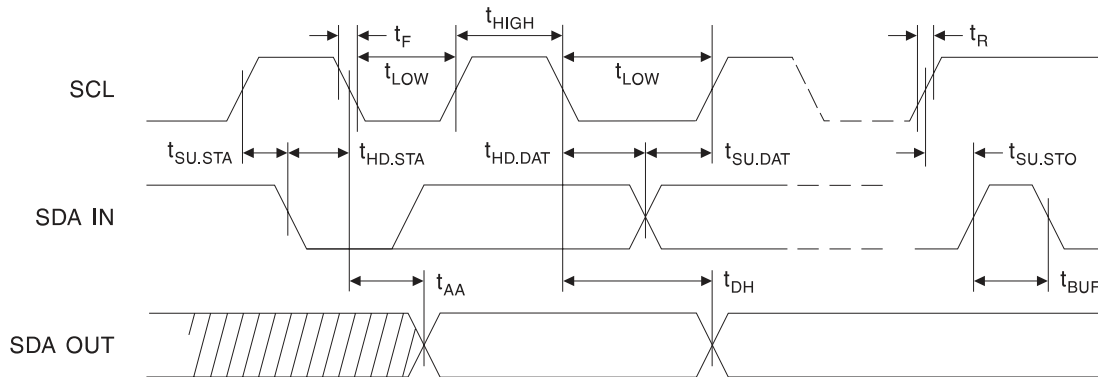 tHIGH
tF
tR
tLOW
tLOW
SCL
tSU.STA
tHD.STA
tHD.DAT
tSU.DAT
tSU.STO
SDA IN
tAA
tDH
tBUF
SDA OUT